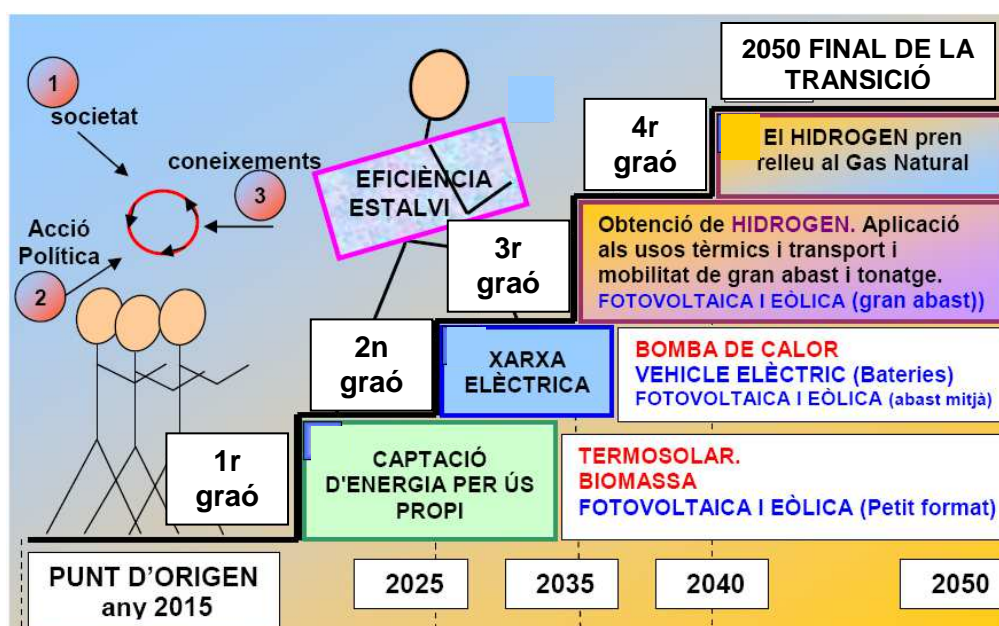 1
societat
coneixements
3
Acció
Política
2
EFICIÈNCIA
ESTALVI
2050 FINAL DE LA
TRANSICIÓ
4r
graó
El HIDROGEN pren
relleu al Gas Natural
3r
graó
Obtenció de HIDROGEN. Aplicació
als usos tèrmics i transport i
mobilitat de gran abast i tonatge.
FOTOVOLTAICA I EÒLICA (gran abast))
2n
graó
XARXA
ELÈCTRICA
BOMBA DE CALOR
VEHICLE ELÈCTRIC (Bateries)
FOTOVOLTAICA I EÒLICA (abast mitjà)
1r
graó
CAPTACIÓ
D'ENERGIA PER ÚS
PROPI
TERMOSOLAR.
BIOMASSA
FOTOVOLTAICA I EÒLICA (Petit format)
PUNT D'ORIGEN
any 2015
2025
2035
2040
2050